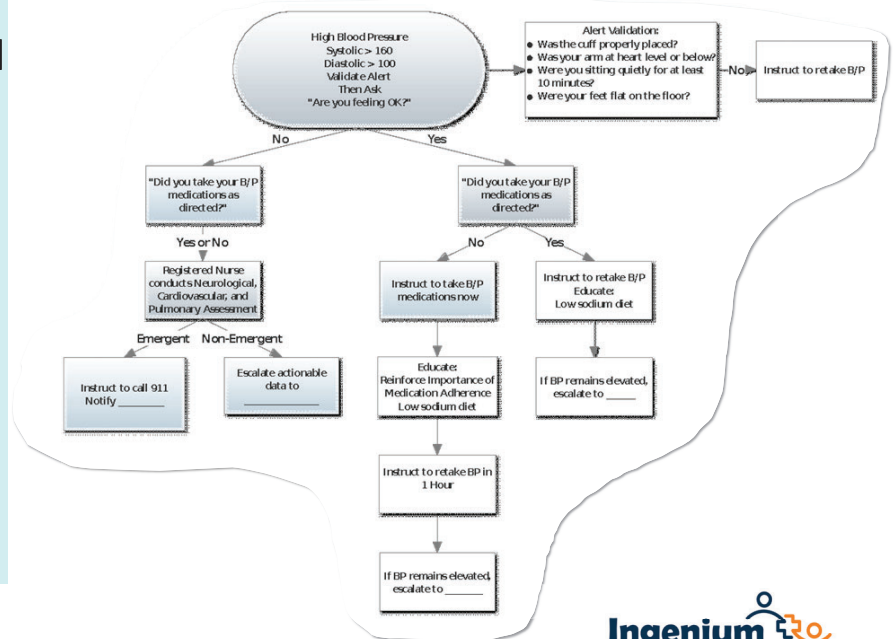 High Blood Pressure
Systolic > 160
Diastolic > 100
Validate Alert
Then Ask
"Are you feeling OK?"
Alert Validation:
• Was the cuff properly placed?
• Was your arm at heart level or below?
• Were you sitting quietly for at least
10 minutes?
• Were your feet flat on the floor?
No
Instruct to retake B/P
No
Yes
"Did you take your B/P
medications as
directed?"
"Did you take your B/P
medications as
directed?"
Yes or No
No
Yes
Registered Nurse
conducts Neurological,
Cardiovascular, and
Pulmonary Assessment
Instruct to take B/P
medications now
Instruct to retake B/P
Educate:
Low sodium diet
Emergent
Non-Emergent
Instruct to call 911
Notify ________
Escalate actionable
data to
_____________
Educate:
Reinforce Importance of
Medication Adherence
Low sodium diet
If BP remains elevated,
escalate to _____
Instruct to retake BP in
1 Hour
If BP remains elevated,
escalate to _______
Ingenium